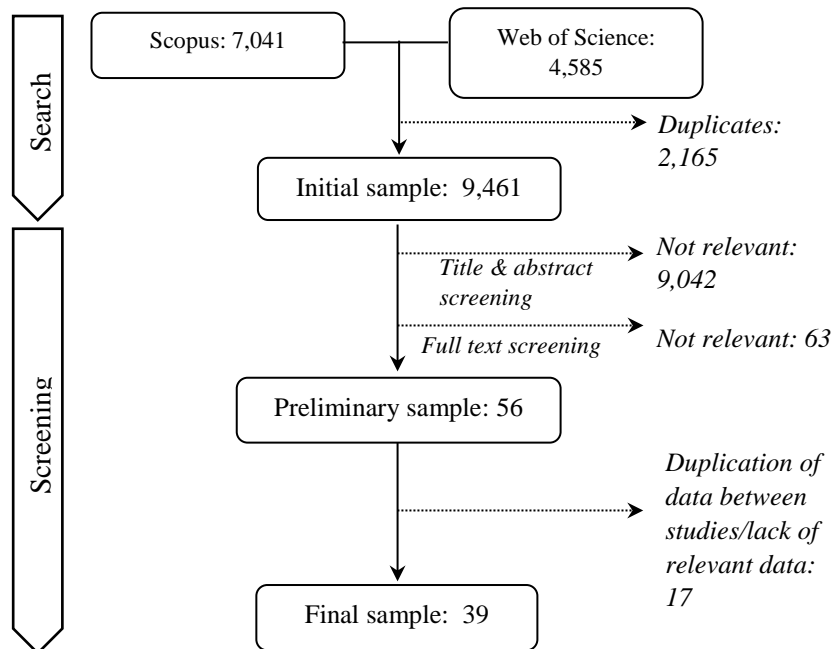 Scopus: 7,041
Web of Science:
4,585
Search
Duplicates:
2,165
Initial sample: 9,461
Not relevant:
9,042
Title & abstract
screening
Full text screening
Not relevant: 63
Preliminary sample: 56
Screening
Duplication of
data between
studies/lack of
relevant data:
17
Final sample: 39